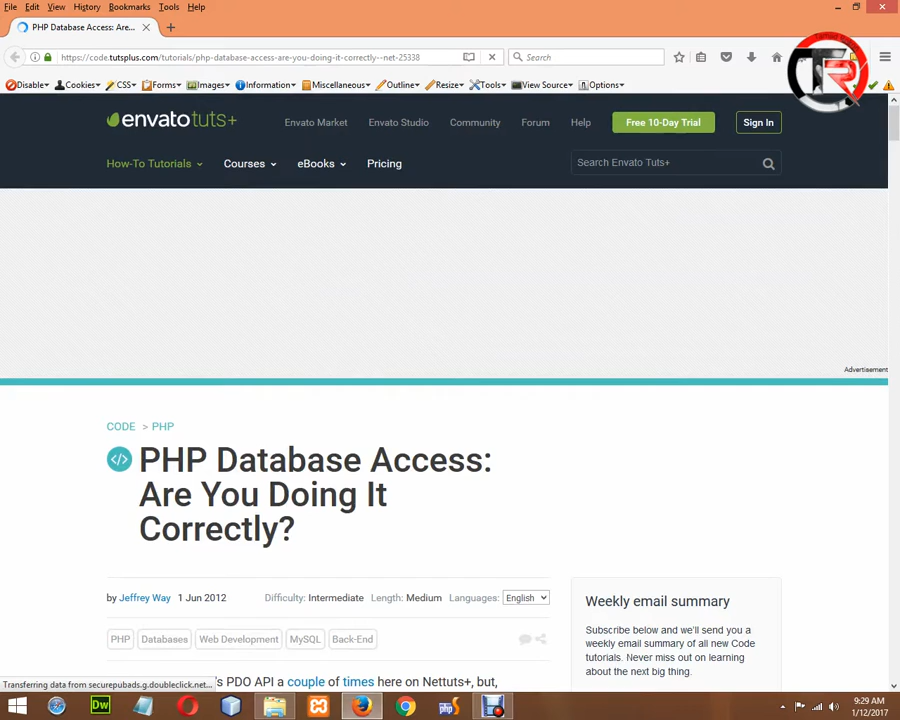 File Edit View History Bookmarks Tools Help
PHP Database Access: Are...
https://code.tutsplus.com/tutorials/php-database-access-are-you-doing-it-correctly--net-25338 Search
Disable Cookies CSS Forms Images Information Miscellaneous Outline Resize Tools View Source Options
envatotuts+ Envato Market Envato Studio Community Forum Help Free 10-Day Trial Sign In
How-To Tutorials Courses eBooks Pricing Search Envato Tuts+
Advertisement
CODE > PHP
</> PHP Database Access:
Are You Doing It
Correctly?
by Jeffrey Way 1 Jun 2012 Difficulty: Intermediate Length: Medium Languages: English
Weekly email summary
Subscribe below and we'll send you a
weekly email summary of all new Code
tutorials. Never miss out on learning
about the next big thing.
PHP Databases Web Development MySQL Back-End
's PDO API a couple of times here on Nettuts+, but,
Transferring data from securepubads.g.doubleclick.net...
Dw php
9:29 AM
1/12/2017